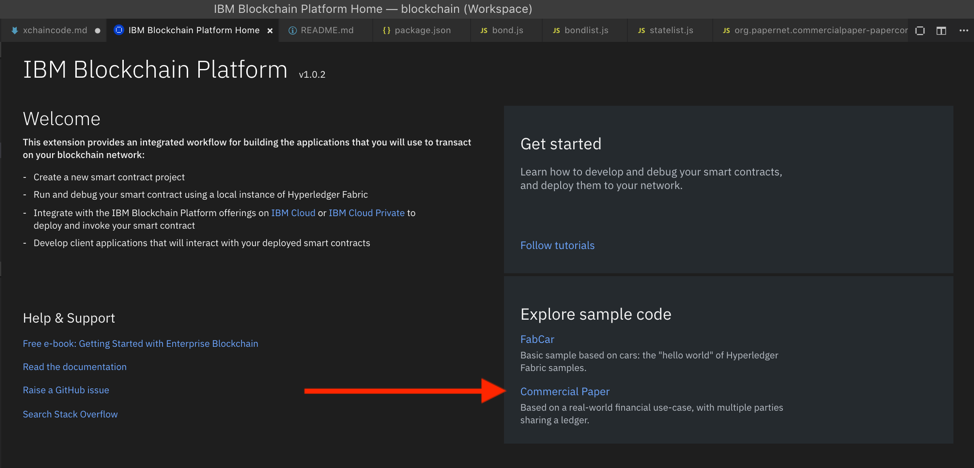 IBM Blockchain Platform Home — blockchain (Workspace)
xchaincode.md
IBM Blockchain Platform Home
README.md
{} package.json
JS bond.js
JS bondlist.js
JS statelist.js
JS org.papernet.commercialpaper-papercor
IBM Blockchain Platform v1.0.2
Welcome
This extension provides an integrated workflow for building the applications that you will use to transact
on your blockchain network:
- Create a new smart contract project
- Run and debug your smart contract using a local instance of Hyperledger Fabric
- Integrate with the IBM Blockchain Platform offerings on IBM Cloud or IBM Cloud Private to
deploy and invoke your smart contract
- Develop client applications that will interact with your deployed smart contracts
Help & Support
Free e-book: Getting Started with Enterprise Blockchain
Read the documentation
Raise a GitHub issue
Search Stack Overflow
Get started
Learn how to develop and debug your smart contracts,
and deploy them to your network.
Follow tutorials
Explore sample code
FabCar
Basic sample based on cars: the "hello world" of Hyperledger
Fabric samples.
Commercial Paper
Based on a real-world financial use-case, with multiple parties
sharing a ledger.